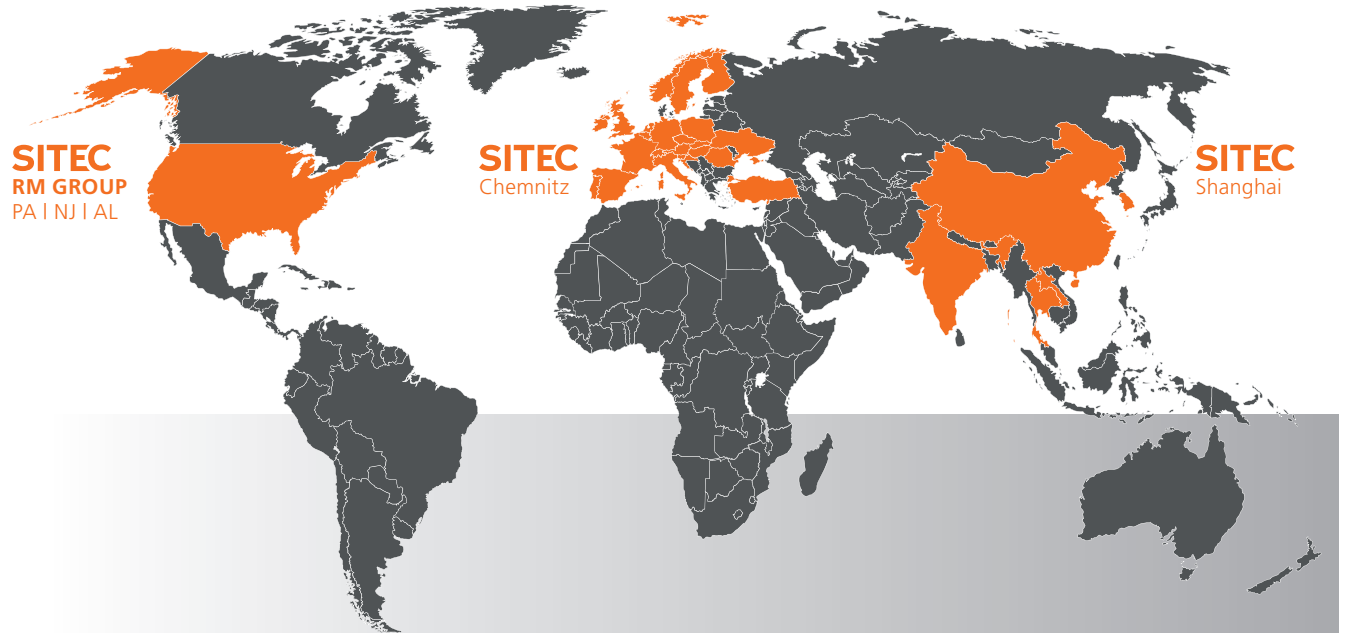 SITEC
RM GROUP
PA | NJ | AL
SITEC
Chemnitz
SITEC
Shanghai